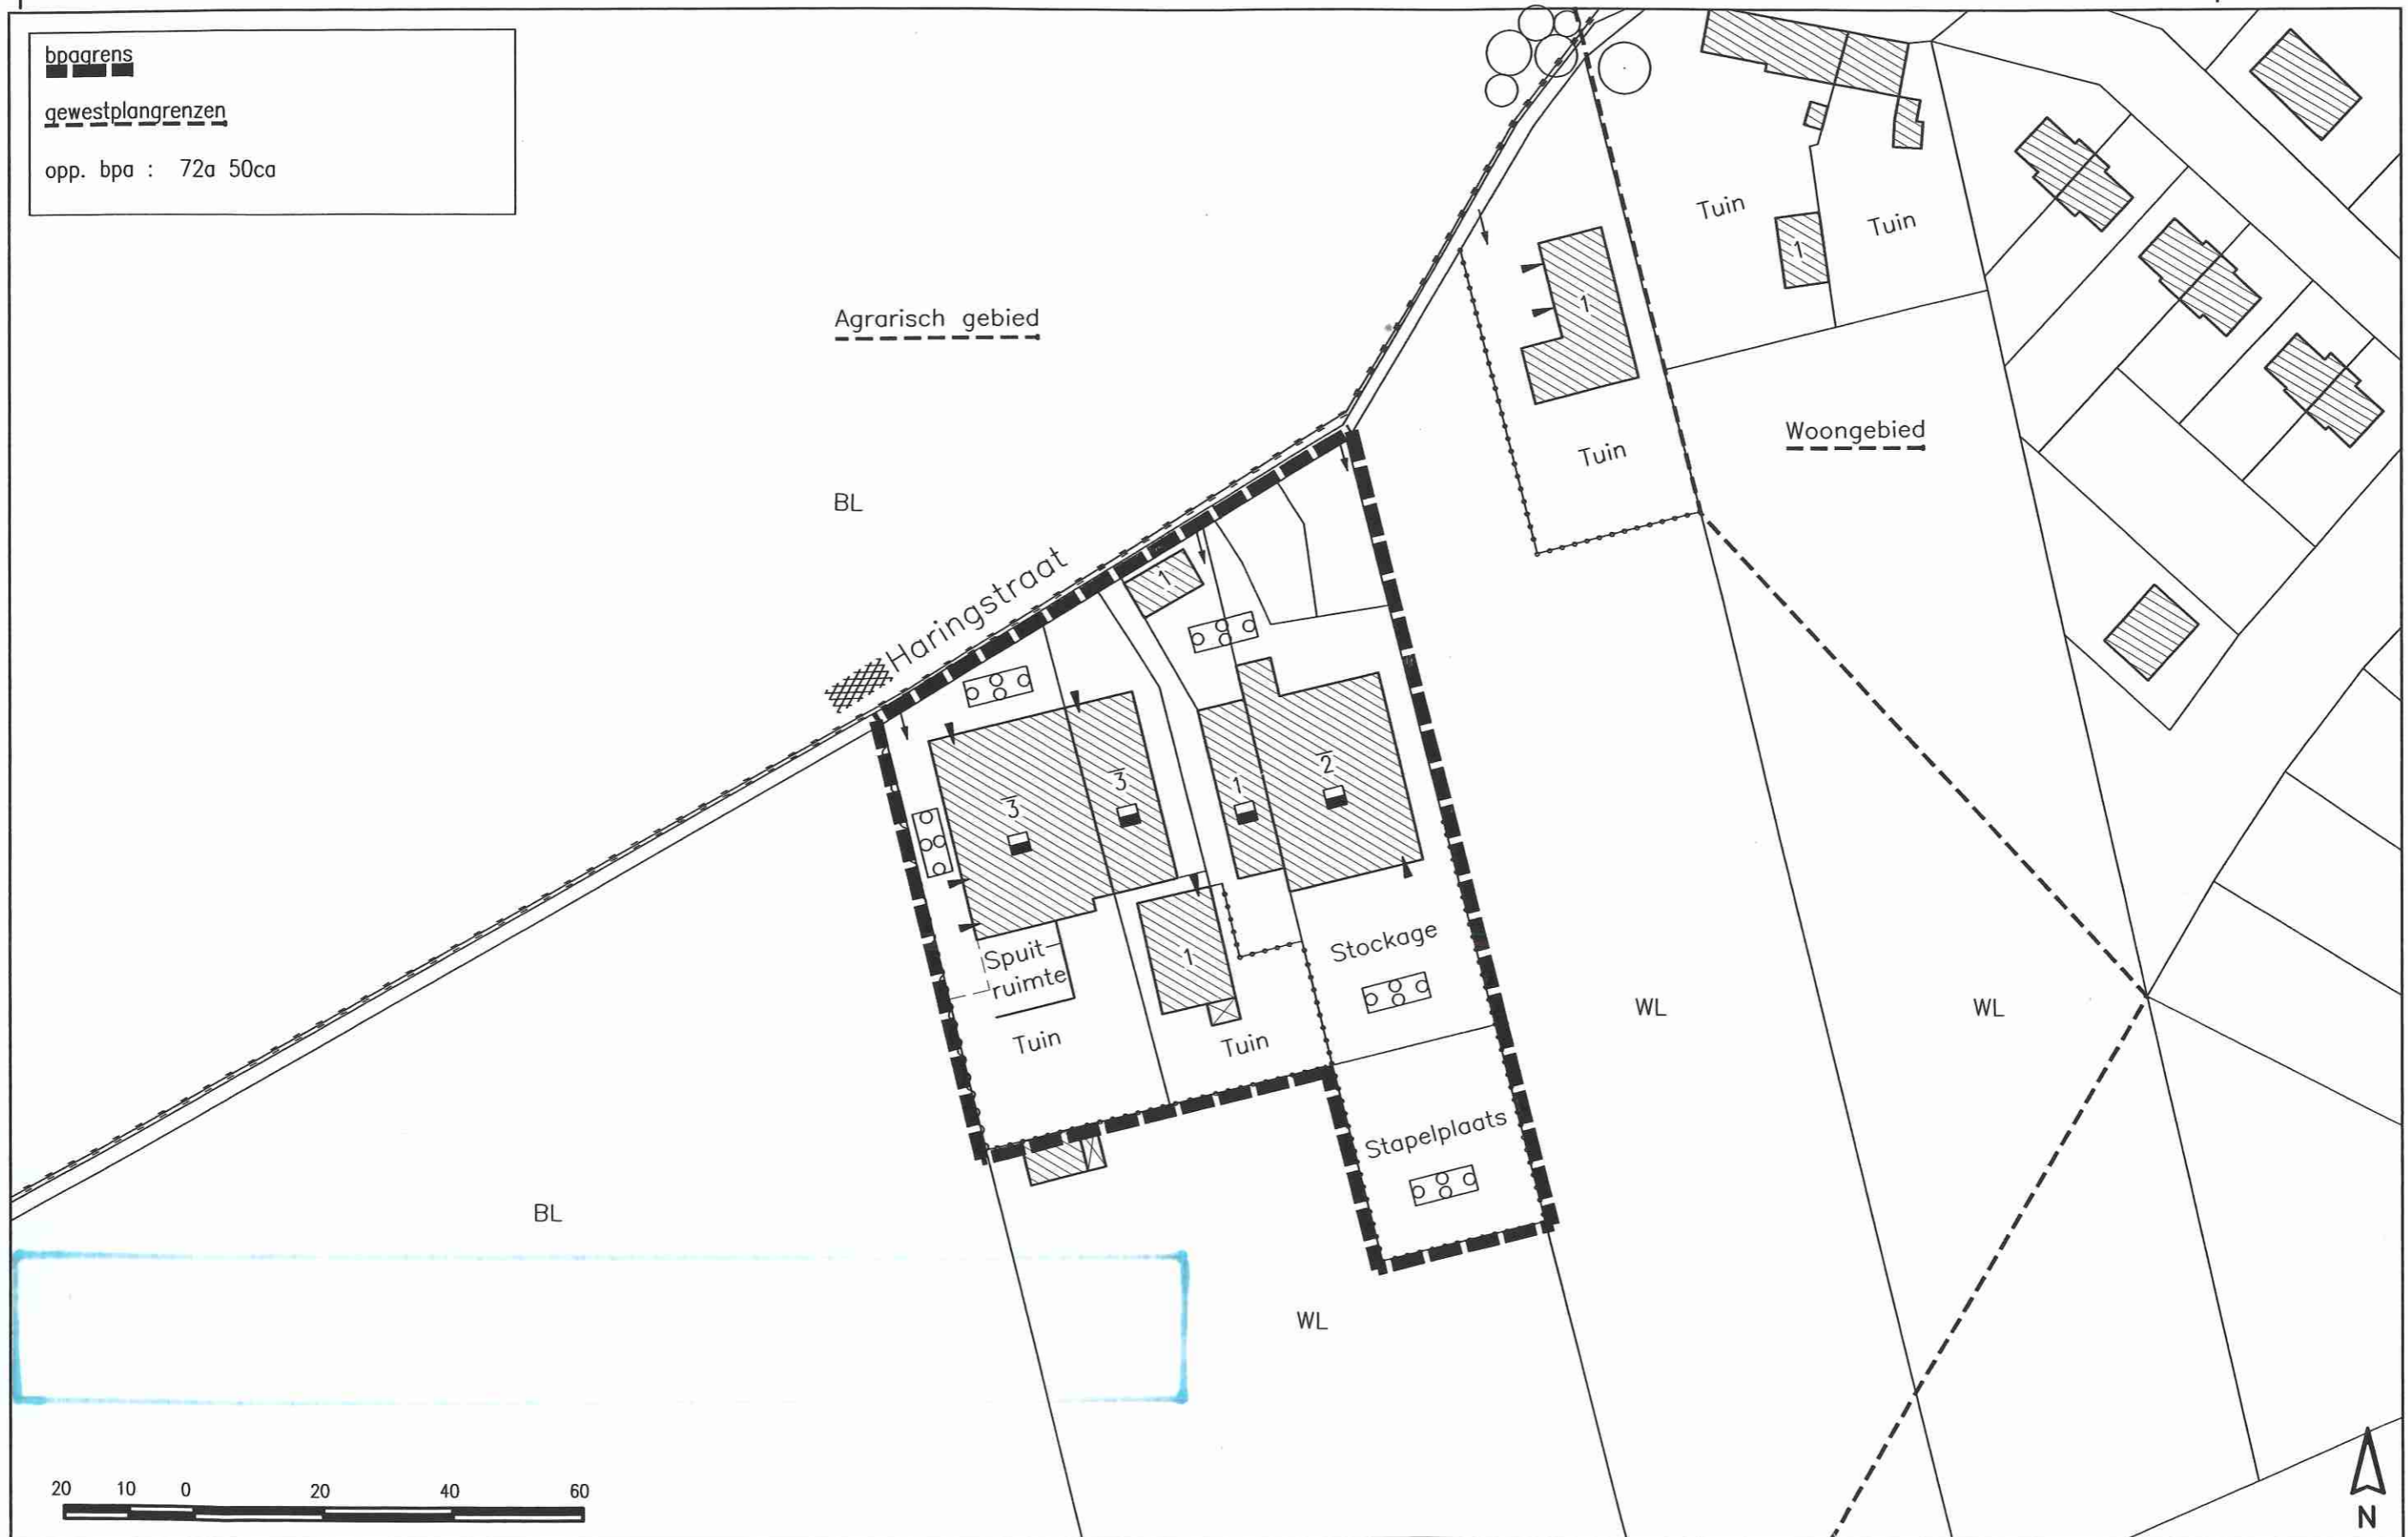 bpagrens
gewestplangrenzen
opp. bpa : 72a 50ca
Agrarisch gebied
BL
Haringstraat
Tuin
Tuin
1
1
Tuin
Woongebied
1
3
3
1
2
Spuit-
ruimte
1
Stockage
Tuin
Tuin
Stapelplaats
WL
WL
BL
WL
20 10 0 20 40 60
N